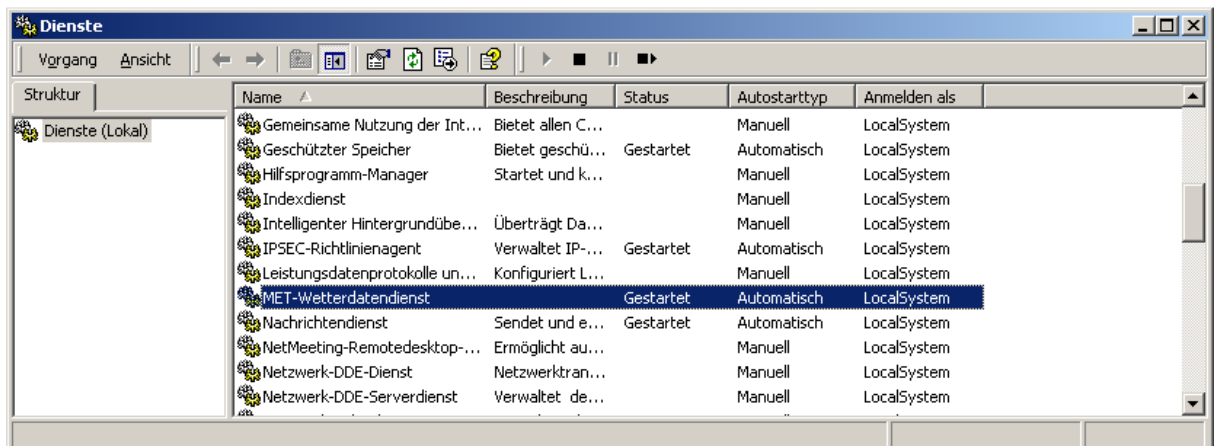 Dienste
Vorgang Ansicht
Struktur
Dienste (Lokal)
Name Beschreibung Status Autostarttyp Anmelden als
Gemeinsame Nutzung der Int... Bietet allen C... Manuell LocalSystem
Geschützter Speicher Bietet geschü... Gestartet Automatisch LocalSystem
Hilfsprogramm-Manager Startet und k... Manuell LocalSystem
Indexdienst Manuell LocalSystem
Intelligenter Hintergrundübe... Überträgt Da... Manuell LocalSystem
IPSEC-Richtlinienagent Verwaltet IP-... Gestartet Automatisch LocalSystem
Leistungsdatenprotokolle un... Konfiguriert L... Manuell LocalSystem
MET-Wetterdatendienst Gestartet Automatisch LocalSystem
Nachrichtendienst Sendet und e... Gestartet Automatisch LocalSystem
NetMeeting-Remotedesktop-... Ermöglicht au... Manuell LocalSystem
Netzwerk-DDE-Dienst Netzwerktran... Manuell LocalSystem
Netzwerk-DDE-Serverdienst Verwaltet de... Manuell LocalSystem